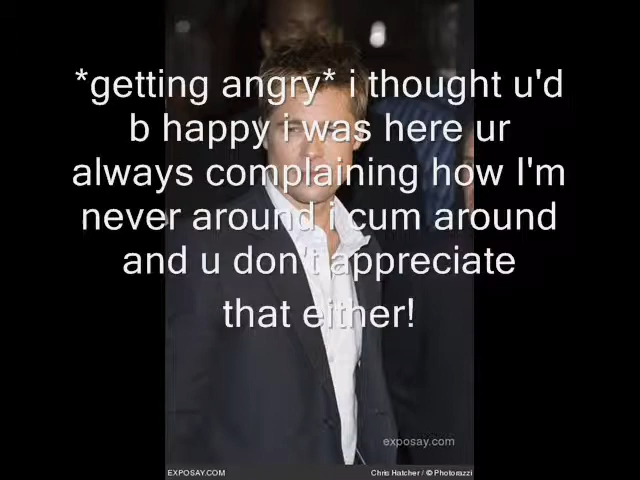 *getting angry* i thought u'd
b happy i was here ur
always complaining how I'm
never around i cum around
and u don't appreciate
that either!
exposay.com
EXPOSAY.COM
Chris Hatcher / © Photorazzi